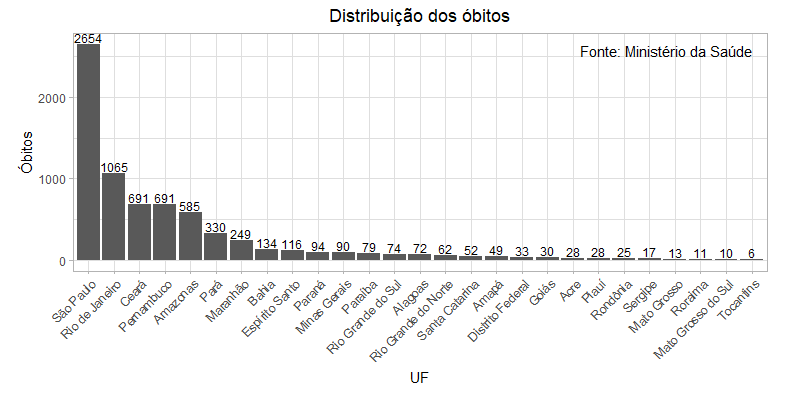 Distribuição dos óbitos
Fonte: Ministério da Saúde
Óbitos
2000
1000
0
2654
1065
691
691
585
330
249
134
116
94
90
79
74
72
62
52
49
33
30
28
28
25
17
13
11
10
6
São Paulo
Rio de Janeiro
Ceará
Pernambuco
Amazonas
Pará
Maranhão
Bahia
Espírito Santo
Paraná
Minas Gerais
Paraíba
Rio Grande do Sul
Alagoas
Rio Grande do Norte
Santa Catarina
Amapá
Distrito Federal
Goiás
Acre
Piauí
Rondônia
Sergipe
Mato Grosso
Roraima
Mato Grosso do Sul
Tocantins
UF